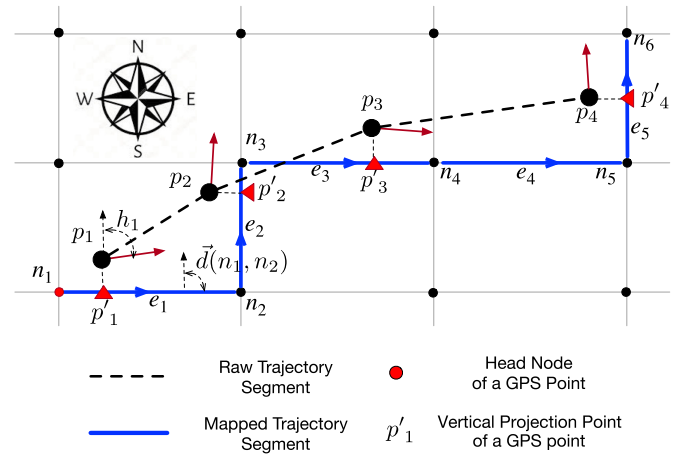 n₆
N
W E
S
p₃
p₄ p'₄
e₅
n₃
p₂ p'₂
e₃ p'₃ n₄ e₄ n₅
e₂
p₁ h₁
d⃗(n₁, n₂)
n₁
p'₁ e₁ n₂
Raw Trajectory
Segment
Head Node
of a GPS Point
Mapped Trajectory
Segment
p'₁
Vertical Projection Point
of a GPS point